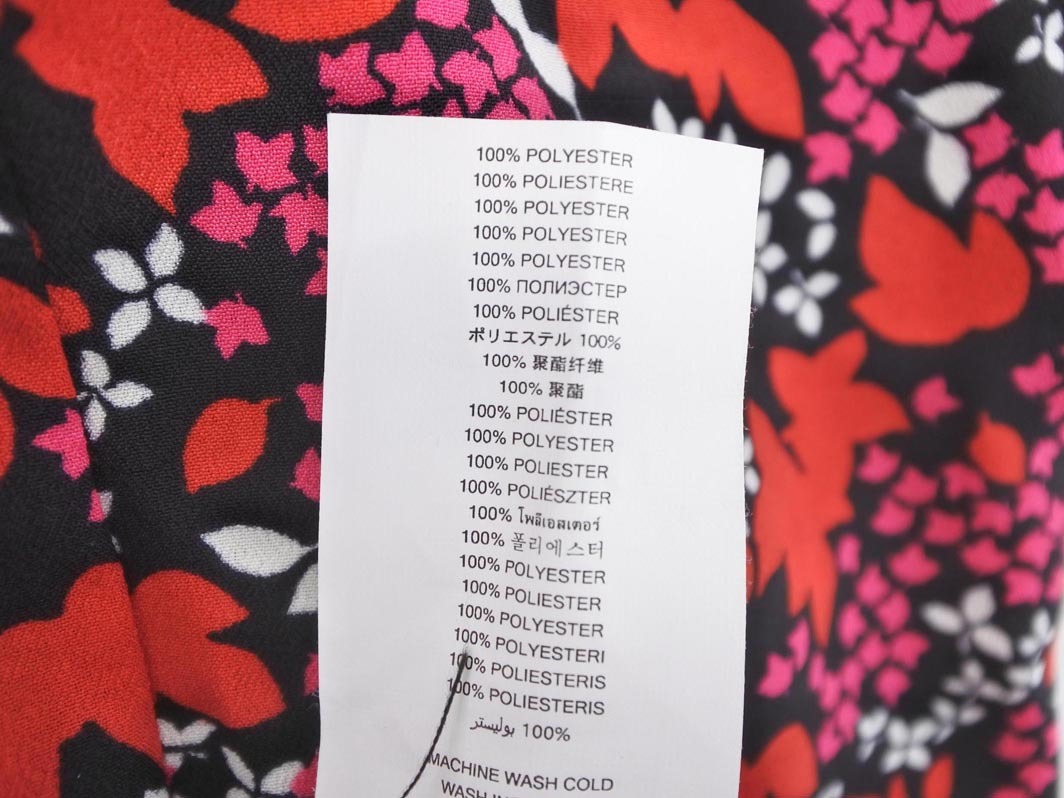 100% POLYESTER
100% POLIESTERE
100% POLYESTER
100% POLYESTER
100% POLYESTER
100% ПОЛИЭСТЕР
100% POLIÉSTER
ポリエステル 100%
100% 聚酯纤维
100% 聚酯
100% POLIÉSTER
100% POLYESTER
100% POLIESTER
100% POLIÉSZTER
100% โพลีเอสเตอร์
100% 폴리에스터
100% POLYESTER
100% POLIESTER
100% POLYESTER
100% POLYESTERI
100% POLIESTERIS
100% POLIESTERIS
100% بوليستر
MACHINE WASH COLD
WASH